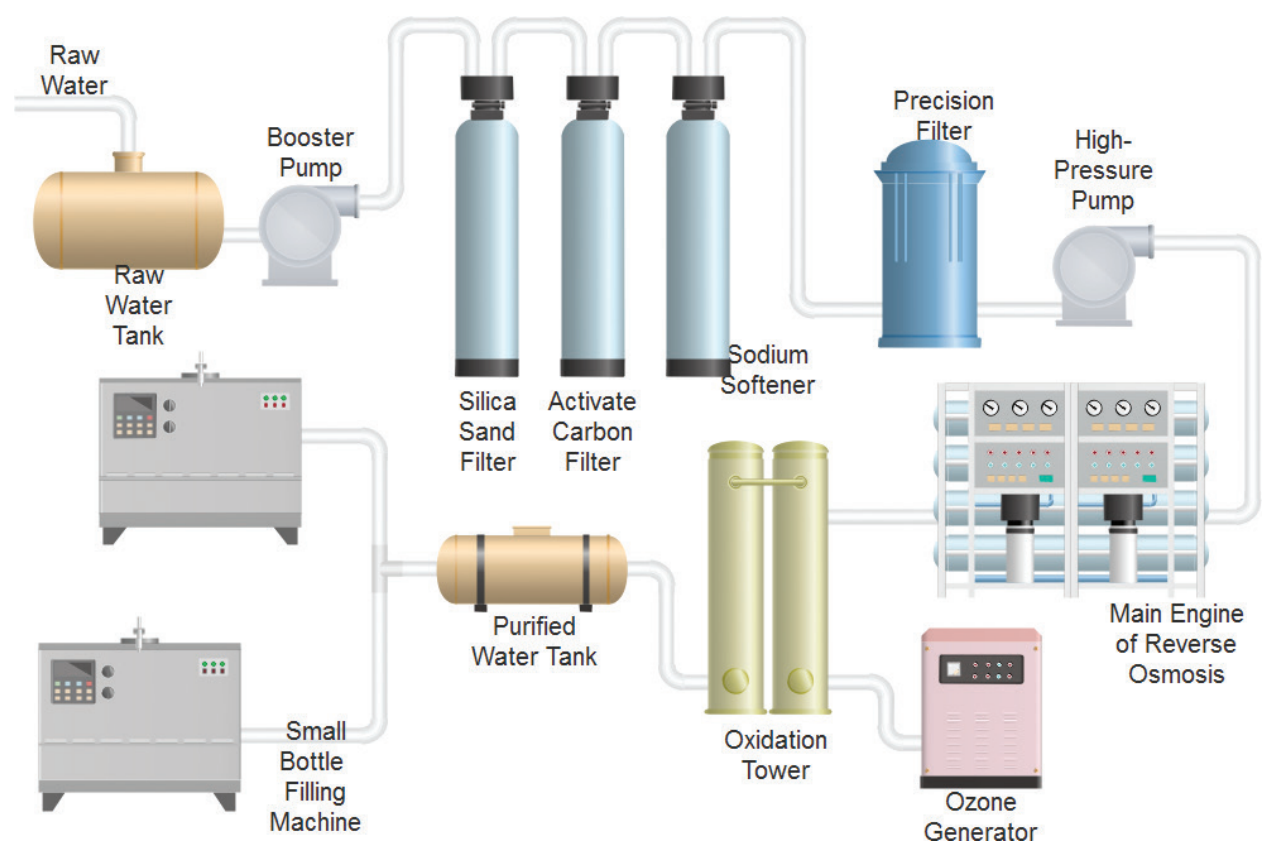 Raw
Water
Raw
Water
Tank
Booster
Pump
Silica
Sand
Filter
Activate
Carbon
Filter
Sodium
Softener
Precision
Filter
High-
Pressure
Pump
Main Engine
of Reverse
Osmosis
Oxidation
Tower
Ozone
Generator
Purified
Water Tank
Small
Bottle
Filling
Machine